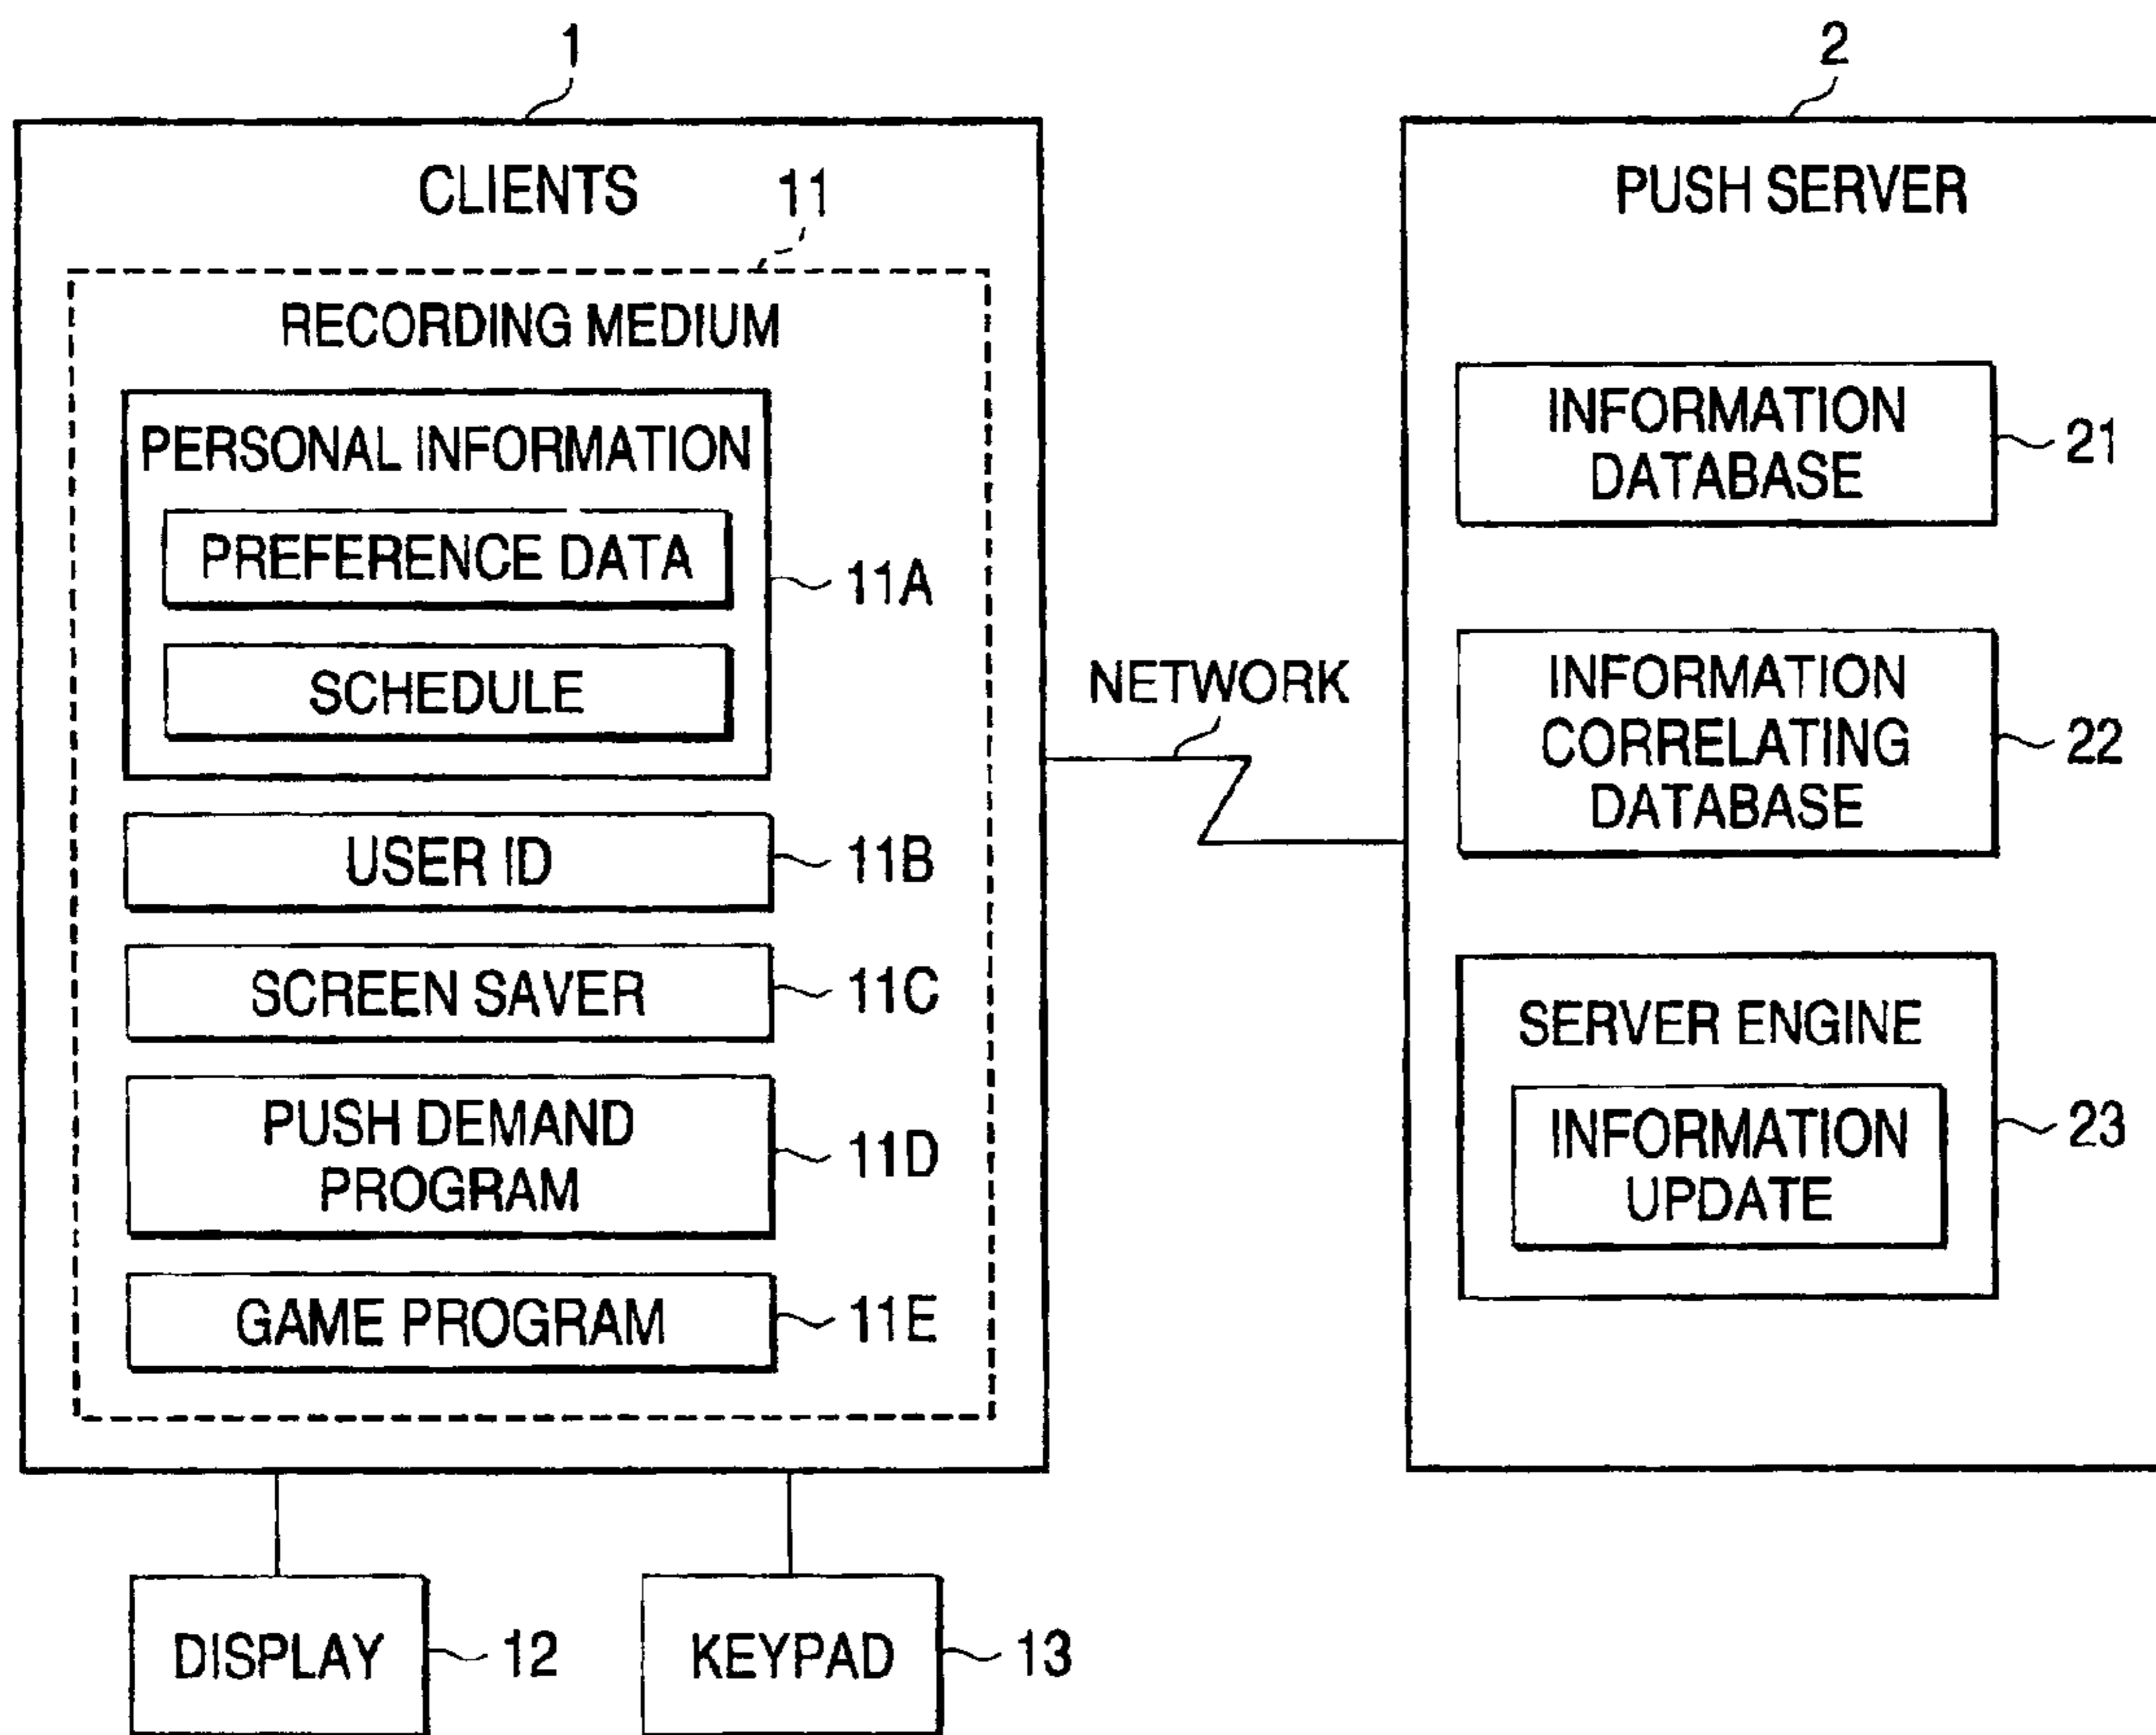 1
CLIENTS
11
RECORDING MEDIUM
PERSONAL INFORMATION
PREFERENCE DATA
11A
SCHEDULE
USER ID
11B
SCREEN SAVER
11C
PUSH DEMAND
PROGRAM
11D
GAME PROGRAM
11E
DISPLAY
12
KEYPAD
13
NETWORK
2
PUSH SERVER
INFORMATION
DATABASE
21
INFORMATION
CORRELATING
DATABASE
22
SERVER ENGINE
INFORMATION
UPDATE
23